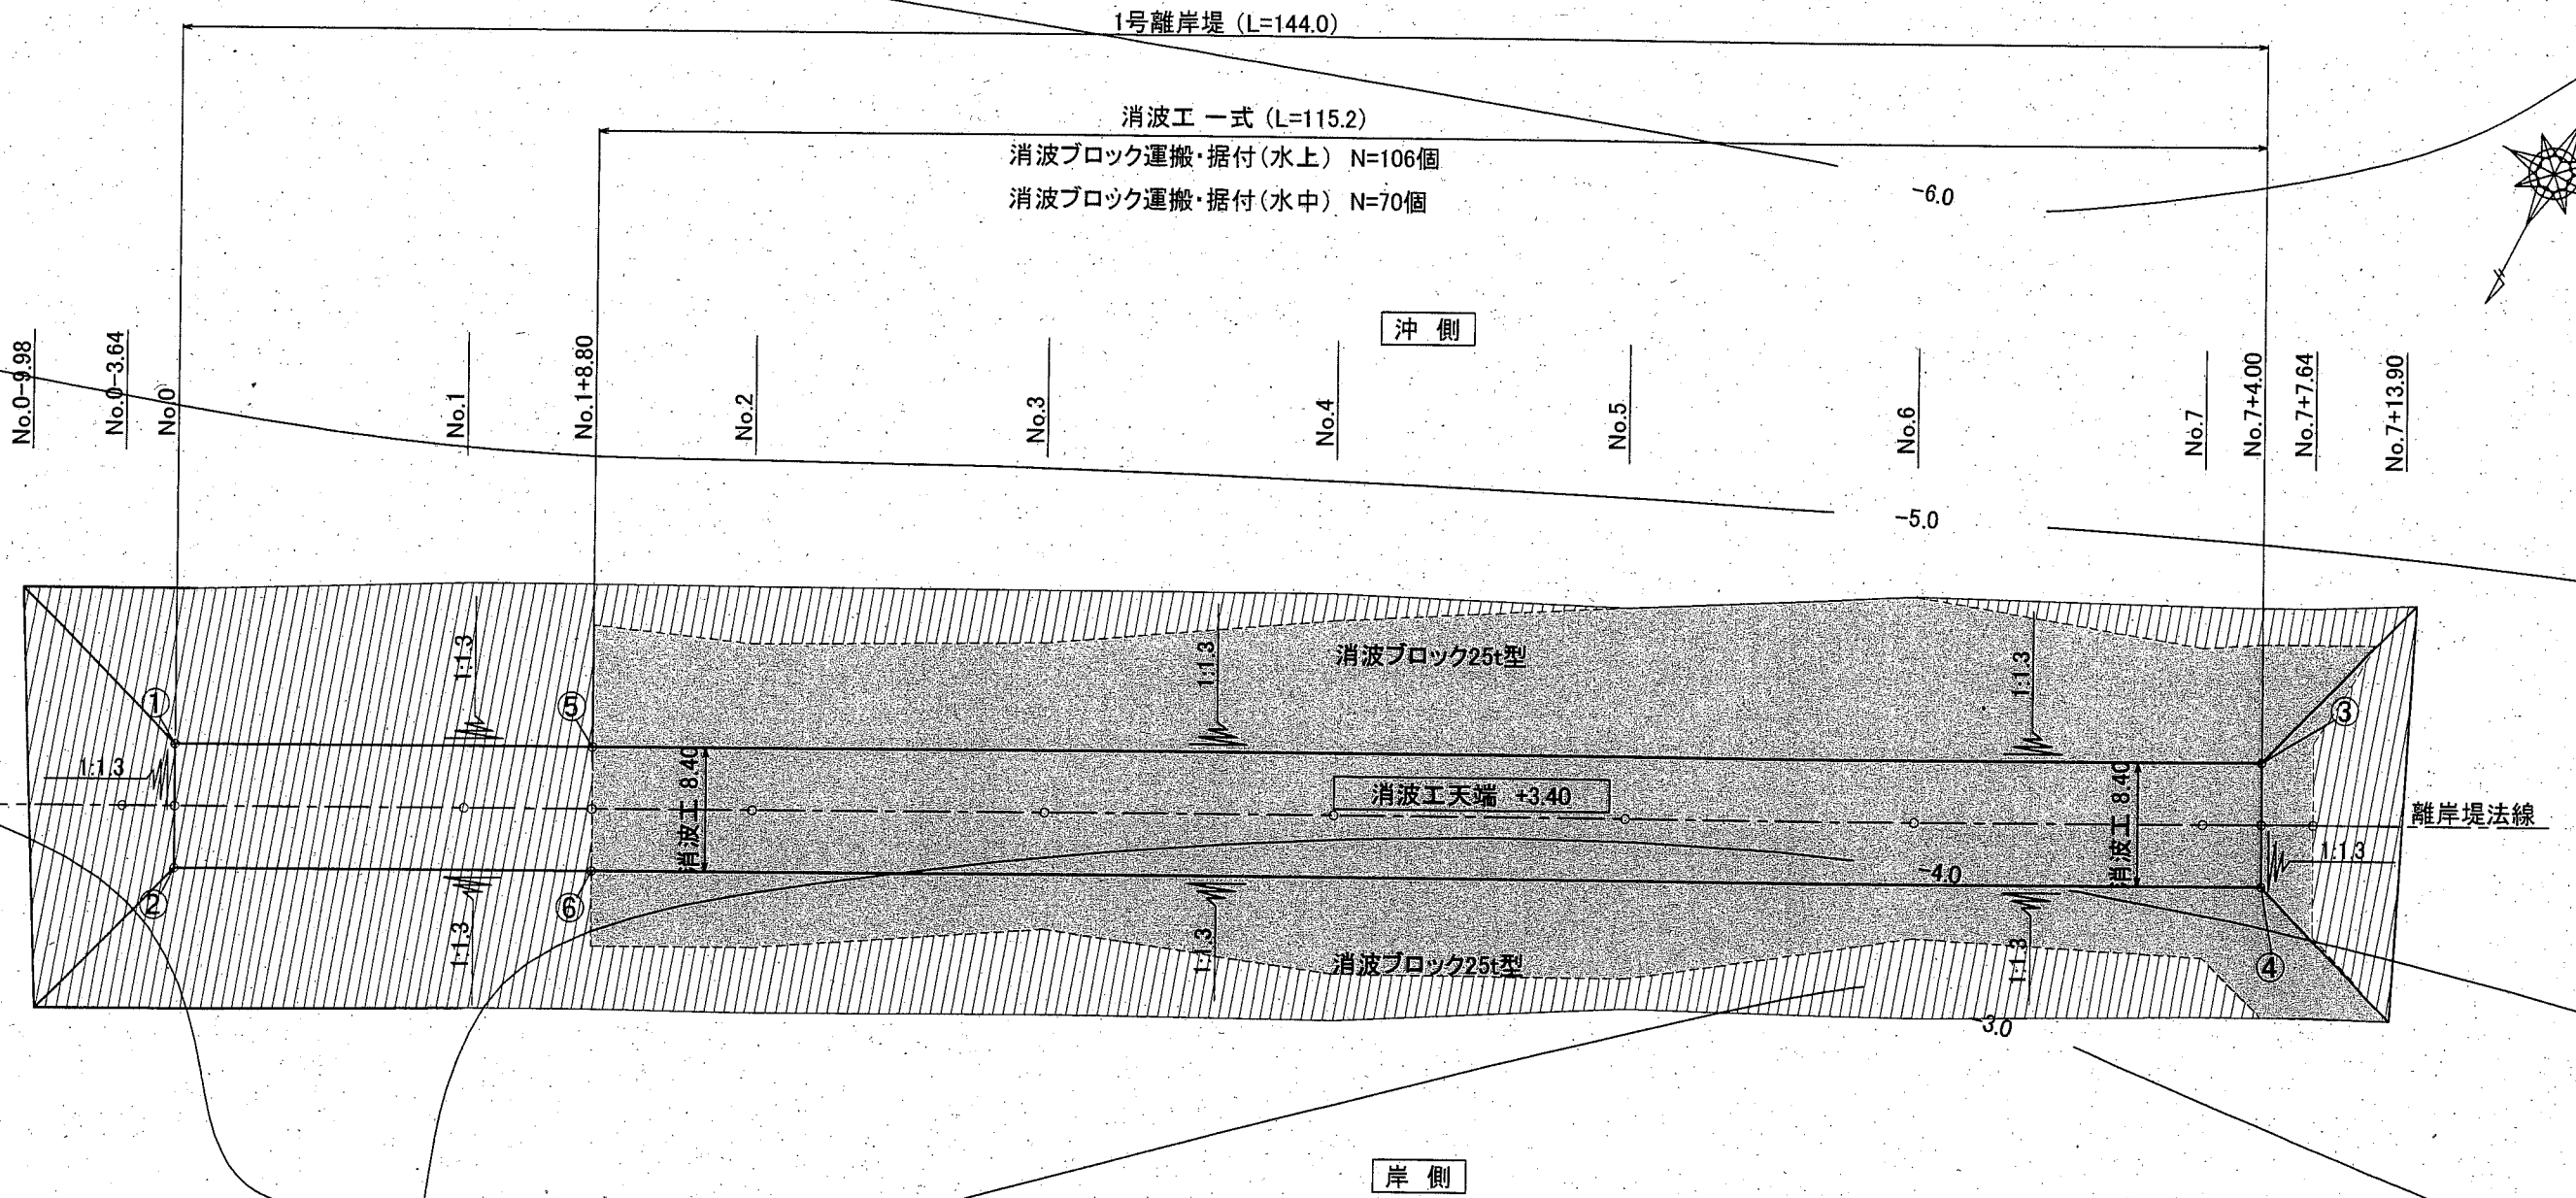 1号離岸堤 (L=144.0)
消波工 一式 (L=115.2)
消波ブロック運搬・据付(水上) N=106個
消波ブロック運搬・据付(水中) N=70個
-6.0
沖 側
No.0-9.98
No.0-3.64
No.0
No.1
No.1+8.80
No.2
No.3
No.4
No.5
No.6
No.7
No.7+4.00
No.7+7.64
No.7+13.90
-5.0
1:1.3
1:1.3
消波ブロック25t型
1:1.3
①
⑤
③
1:1.3
消波工 8.40
消波工天端 +3.40
消波工 8.40
離岸堤法線
1:1.3
-4.0
②
⑥
1:1.3
1:1.3
消波ブロック25t型
1:1.3
④
-3.0
岸 側